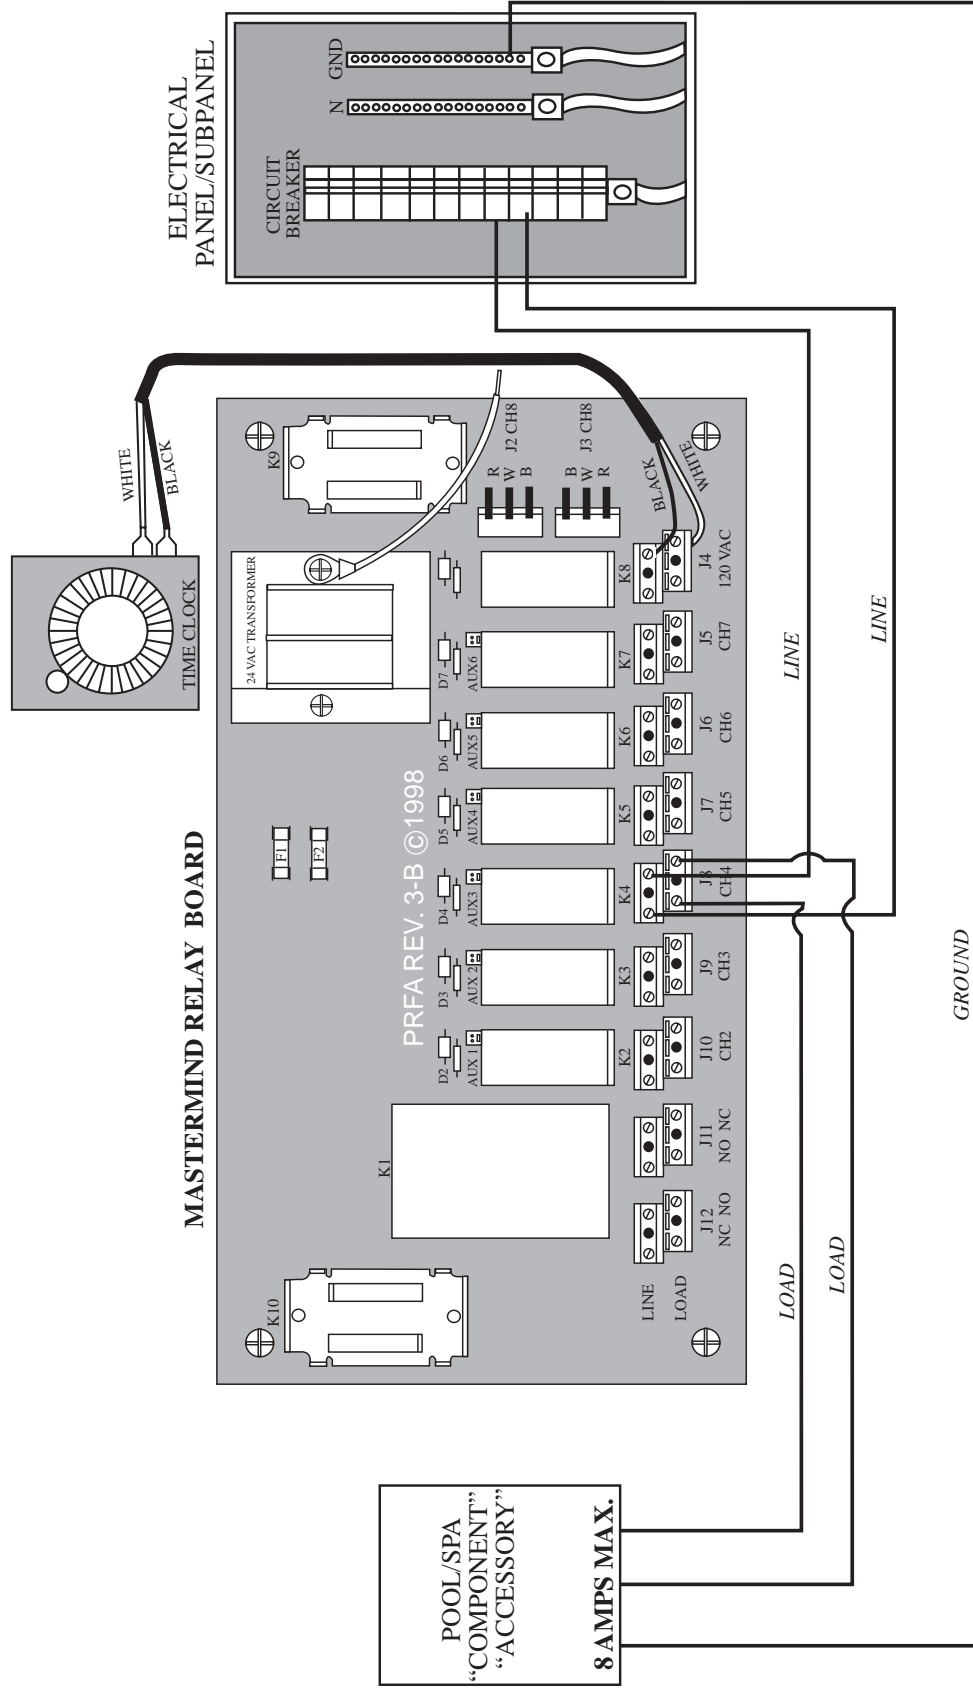 ELECTRICAL
PANEL/SUBPANEL
CIRCUIT
BREAKER
N
GND
TIME CLOCK
WHITE
BLACK
MASTERMIND RELAY BOARD
K10
K9
F1
F2
24 VAC TRANSFORMER
K1
PRFA REV. 3-B ©1998
D2
D3
D4
D5
D6
D7
AUX 1
AUX 2
AUX3
AUX4
AUX5
AUX6
R
W
B
J2 CH8
B
W
R
J3 CH8
K2
K3
K4
K5
K6
K7
K8
BLACK
WHITE
LINE
LOAD
J12
NC NO
J11
NO NC
J10
CH2
J9
CH3
J8
CH4
J7
CH5
J6
CH6
J5
CH7
J4
120 VAC
POOL/SPA
“COMPONENT”
“ACCESSORY”
8 AMPS MAX.
LOAD
LOAD
LINE
LINE
GROUND